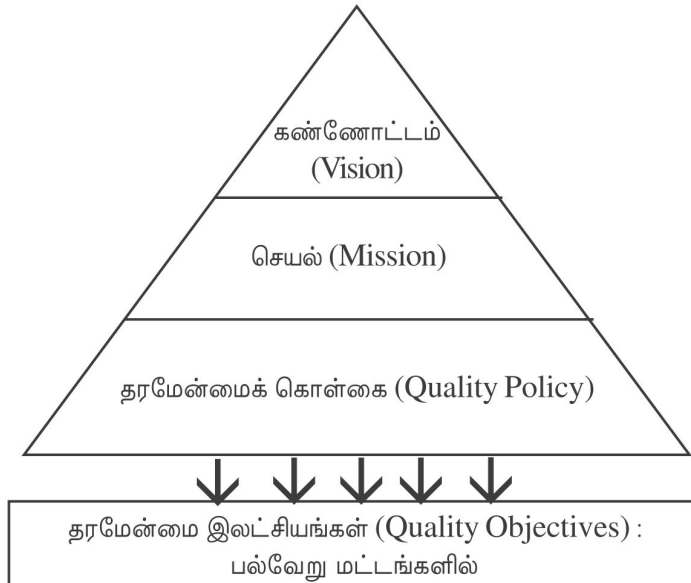 கண்ணோட்டம்
(Vision)
செயல் (Mission)
தரமேன்மைக் கொள்கை (Quality Policy)
தரமேன்மை இலட்சியங்கள் (Quality Objectives) :
பல்வேறு மட்டங்களில்